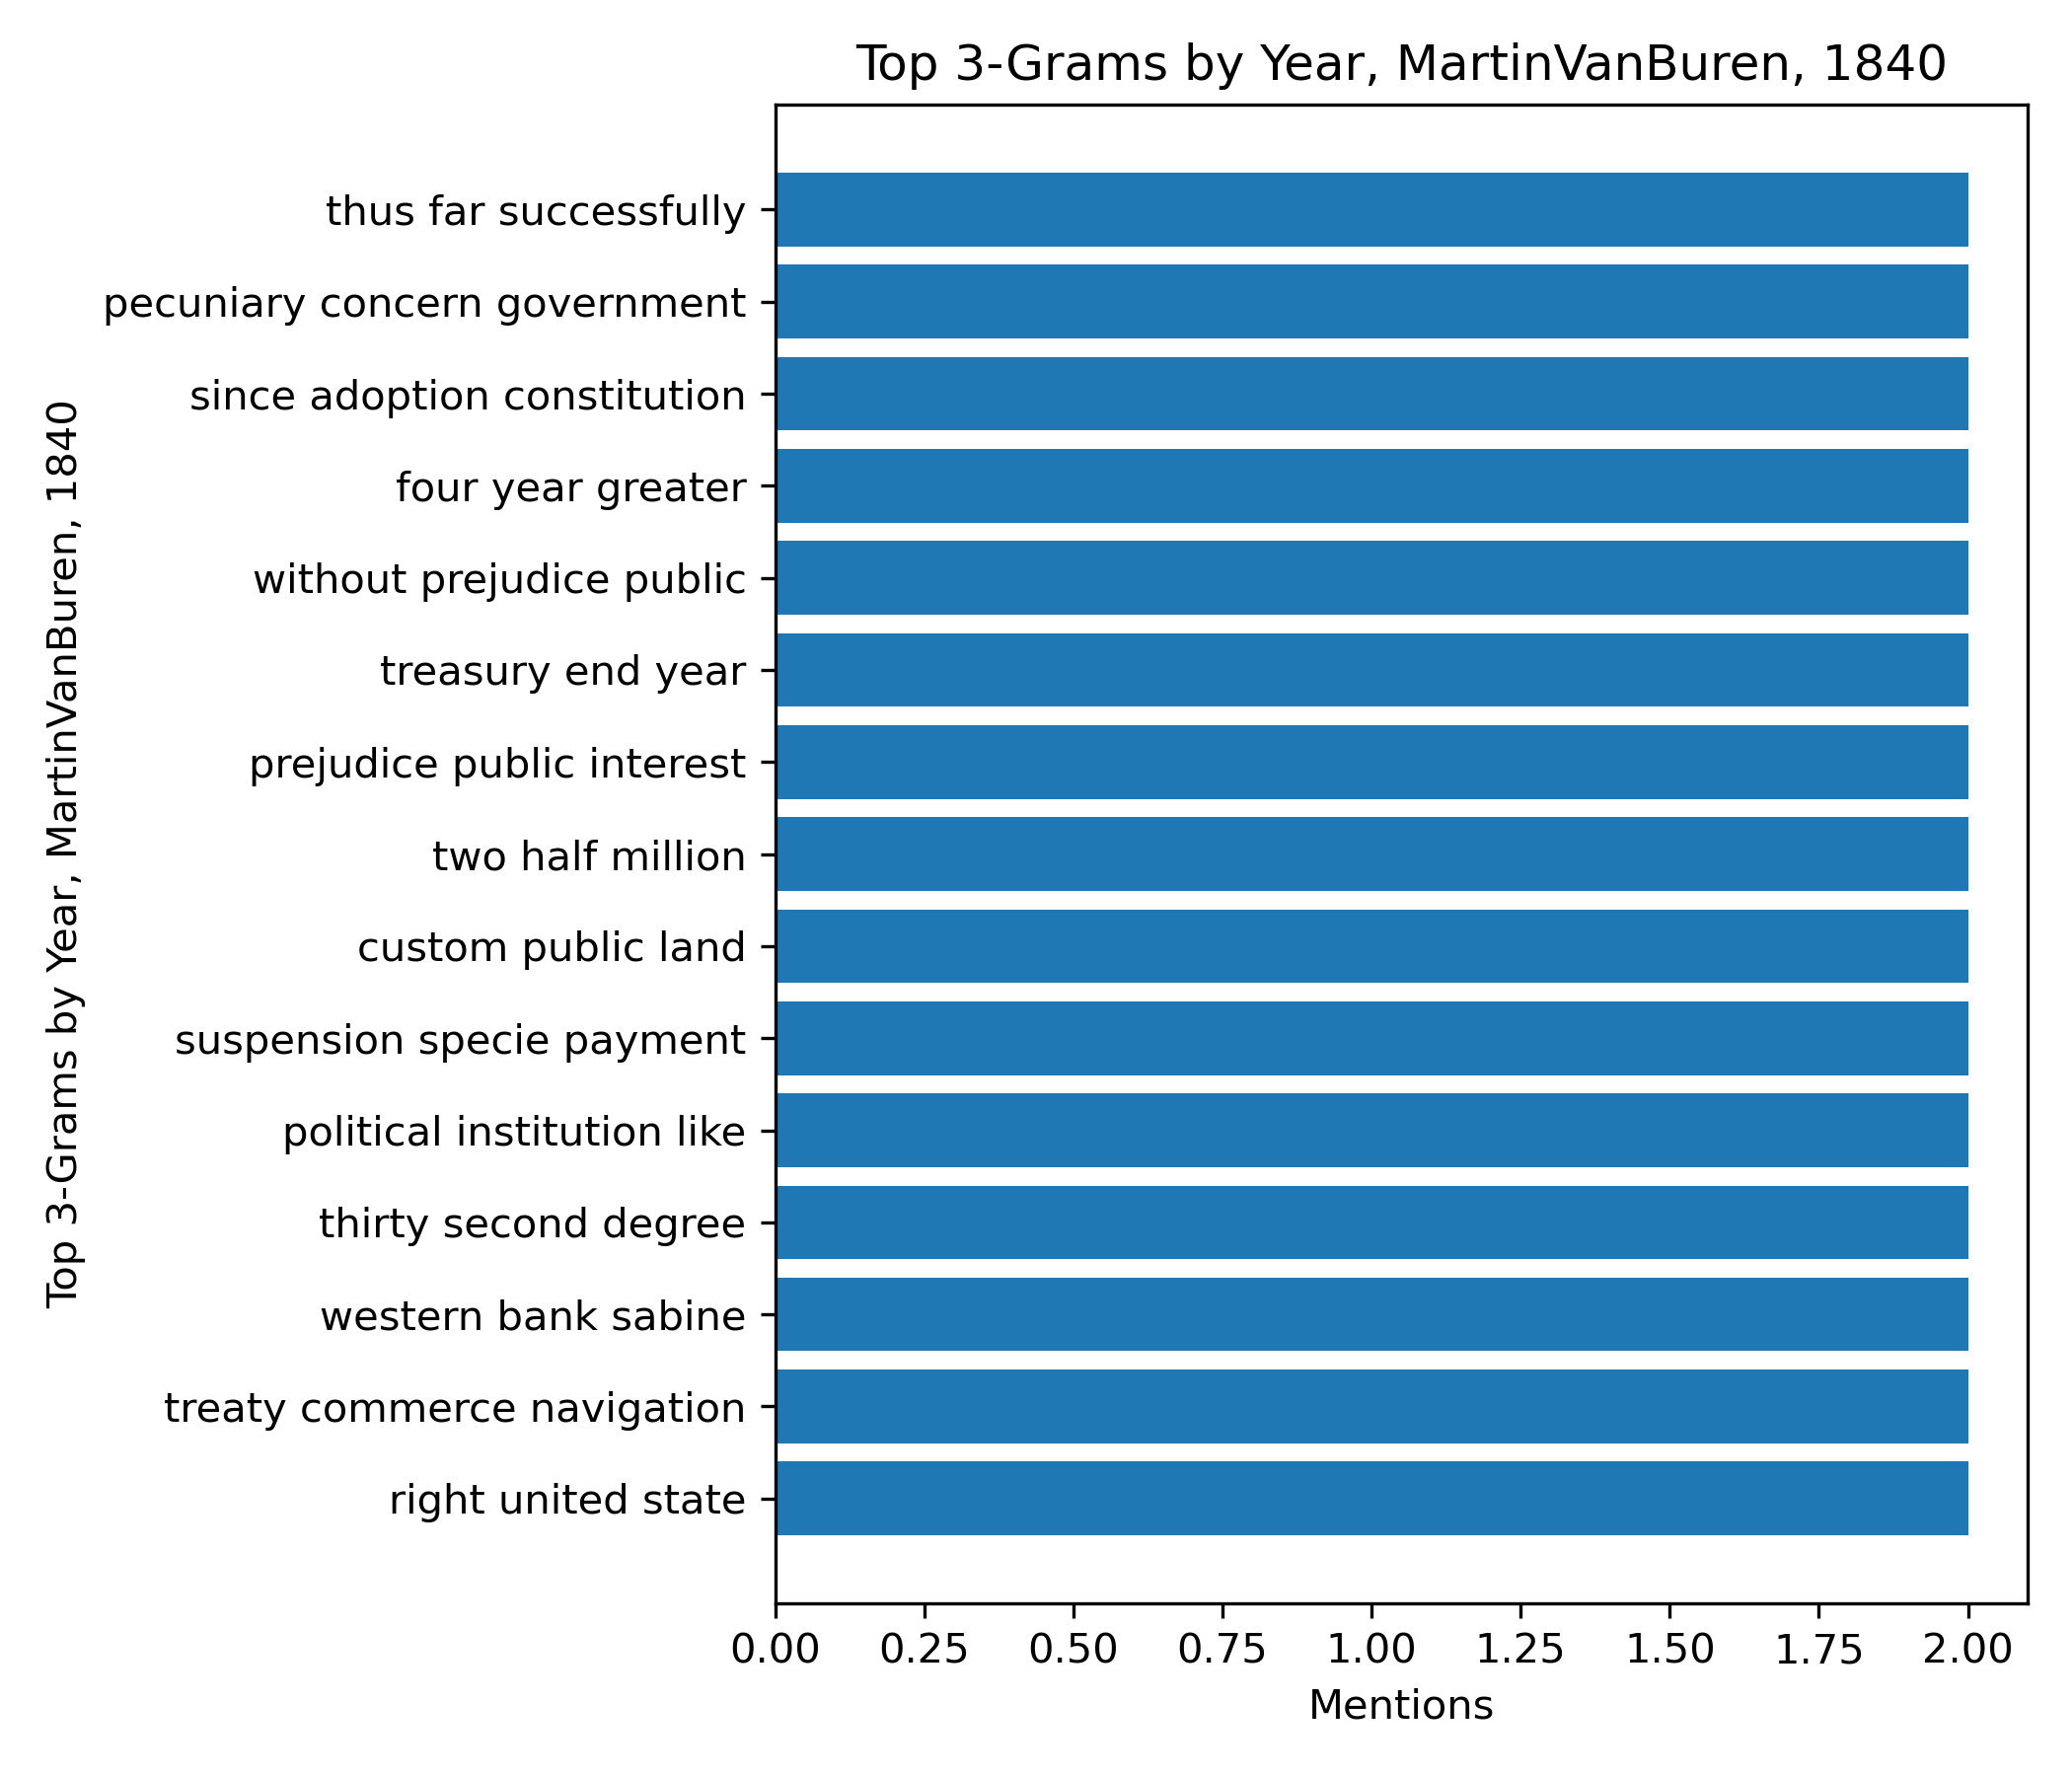 Top 3-Grams by Year, MartinVanBuren, 1840
Top 3-Grams by Year, MartinVanBuren, 1840
thus far successfully
pecuniary concern government
since adoption constitution
four year greater
without prejudice public
treasury end year
prejudice public interest
two half million
custom public land
suspension specie payment
political institution like
thirty second degree
western bank sabine
treaty commerce navigation
right united state
0.00 0.25 0.50 0.75 1.00 1.25 1.50 1.75 2.00
Mentions